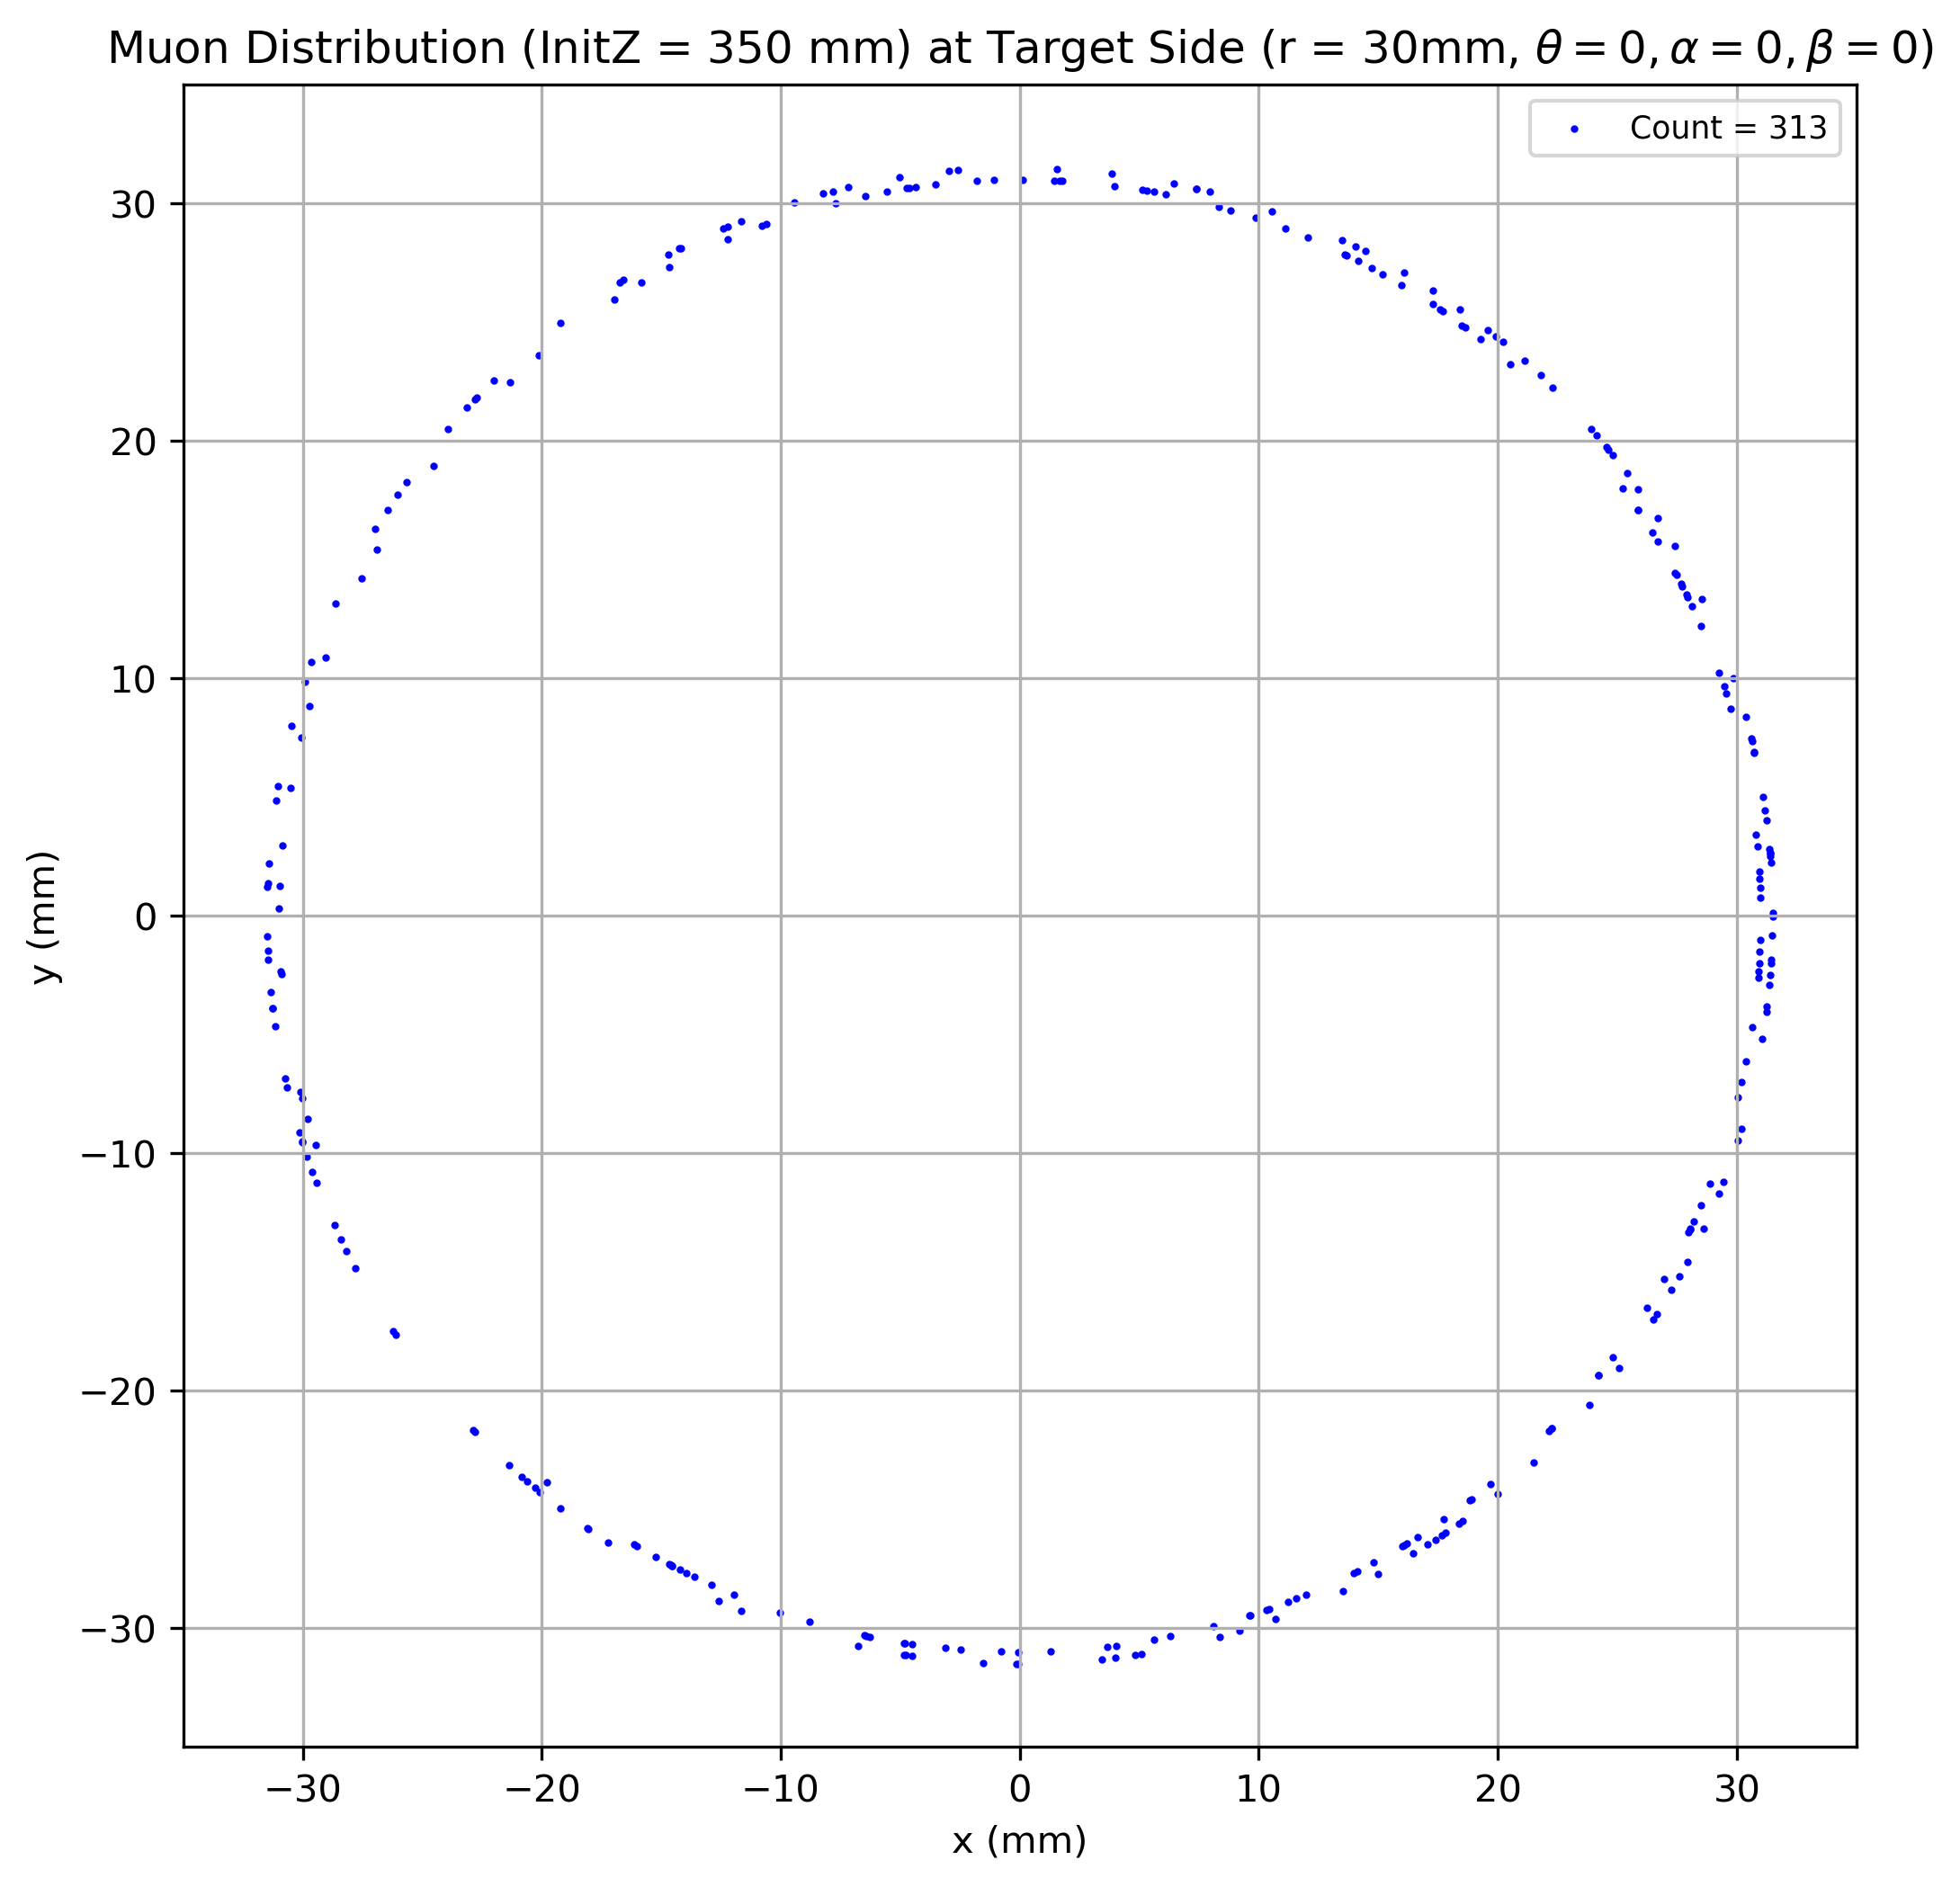 Muon Distribution (InitZ = 350 mm) at Target Side (r = 30mm, θ = 0, α = 0, β = 0)
Count = 313
30
20
10
0
−10
−20
−30
y (mm)
−30 −20 −10 0 10 20 30
x (mm)